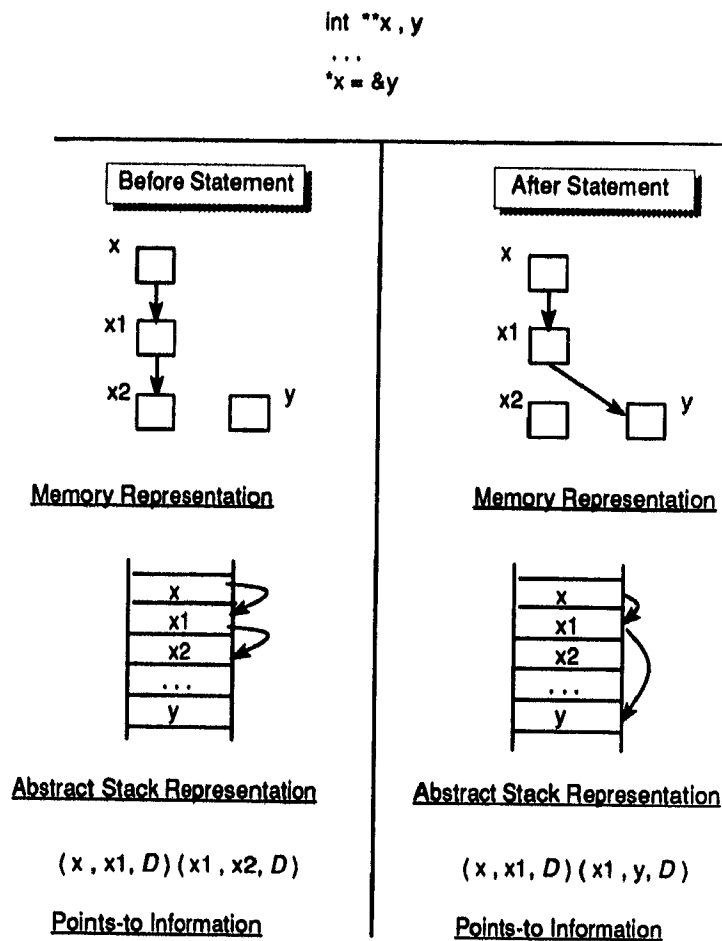 int **x , y
...
*x = &y
Before Statement
x
x1
x2
y
Memory Representation
x
x1
x2
...
y
Abstract Stack Representation
( x , x1, D ) ( x1 , x2, D )
Points-to Information
After Statement
x
x1
x2
y
Memory Representation
x
x1
x2
...
y
Abstract Stack Representation
( x , x1, D ) ( x1 , y, D )
Points-to Information